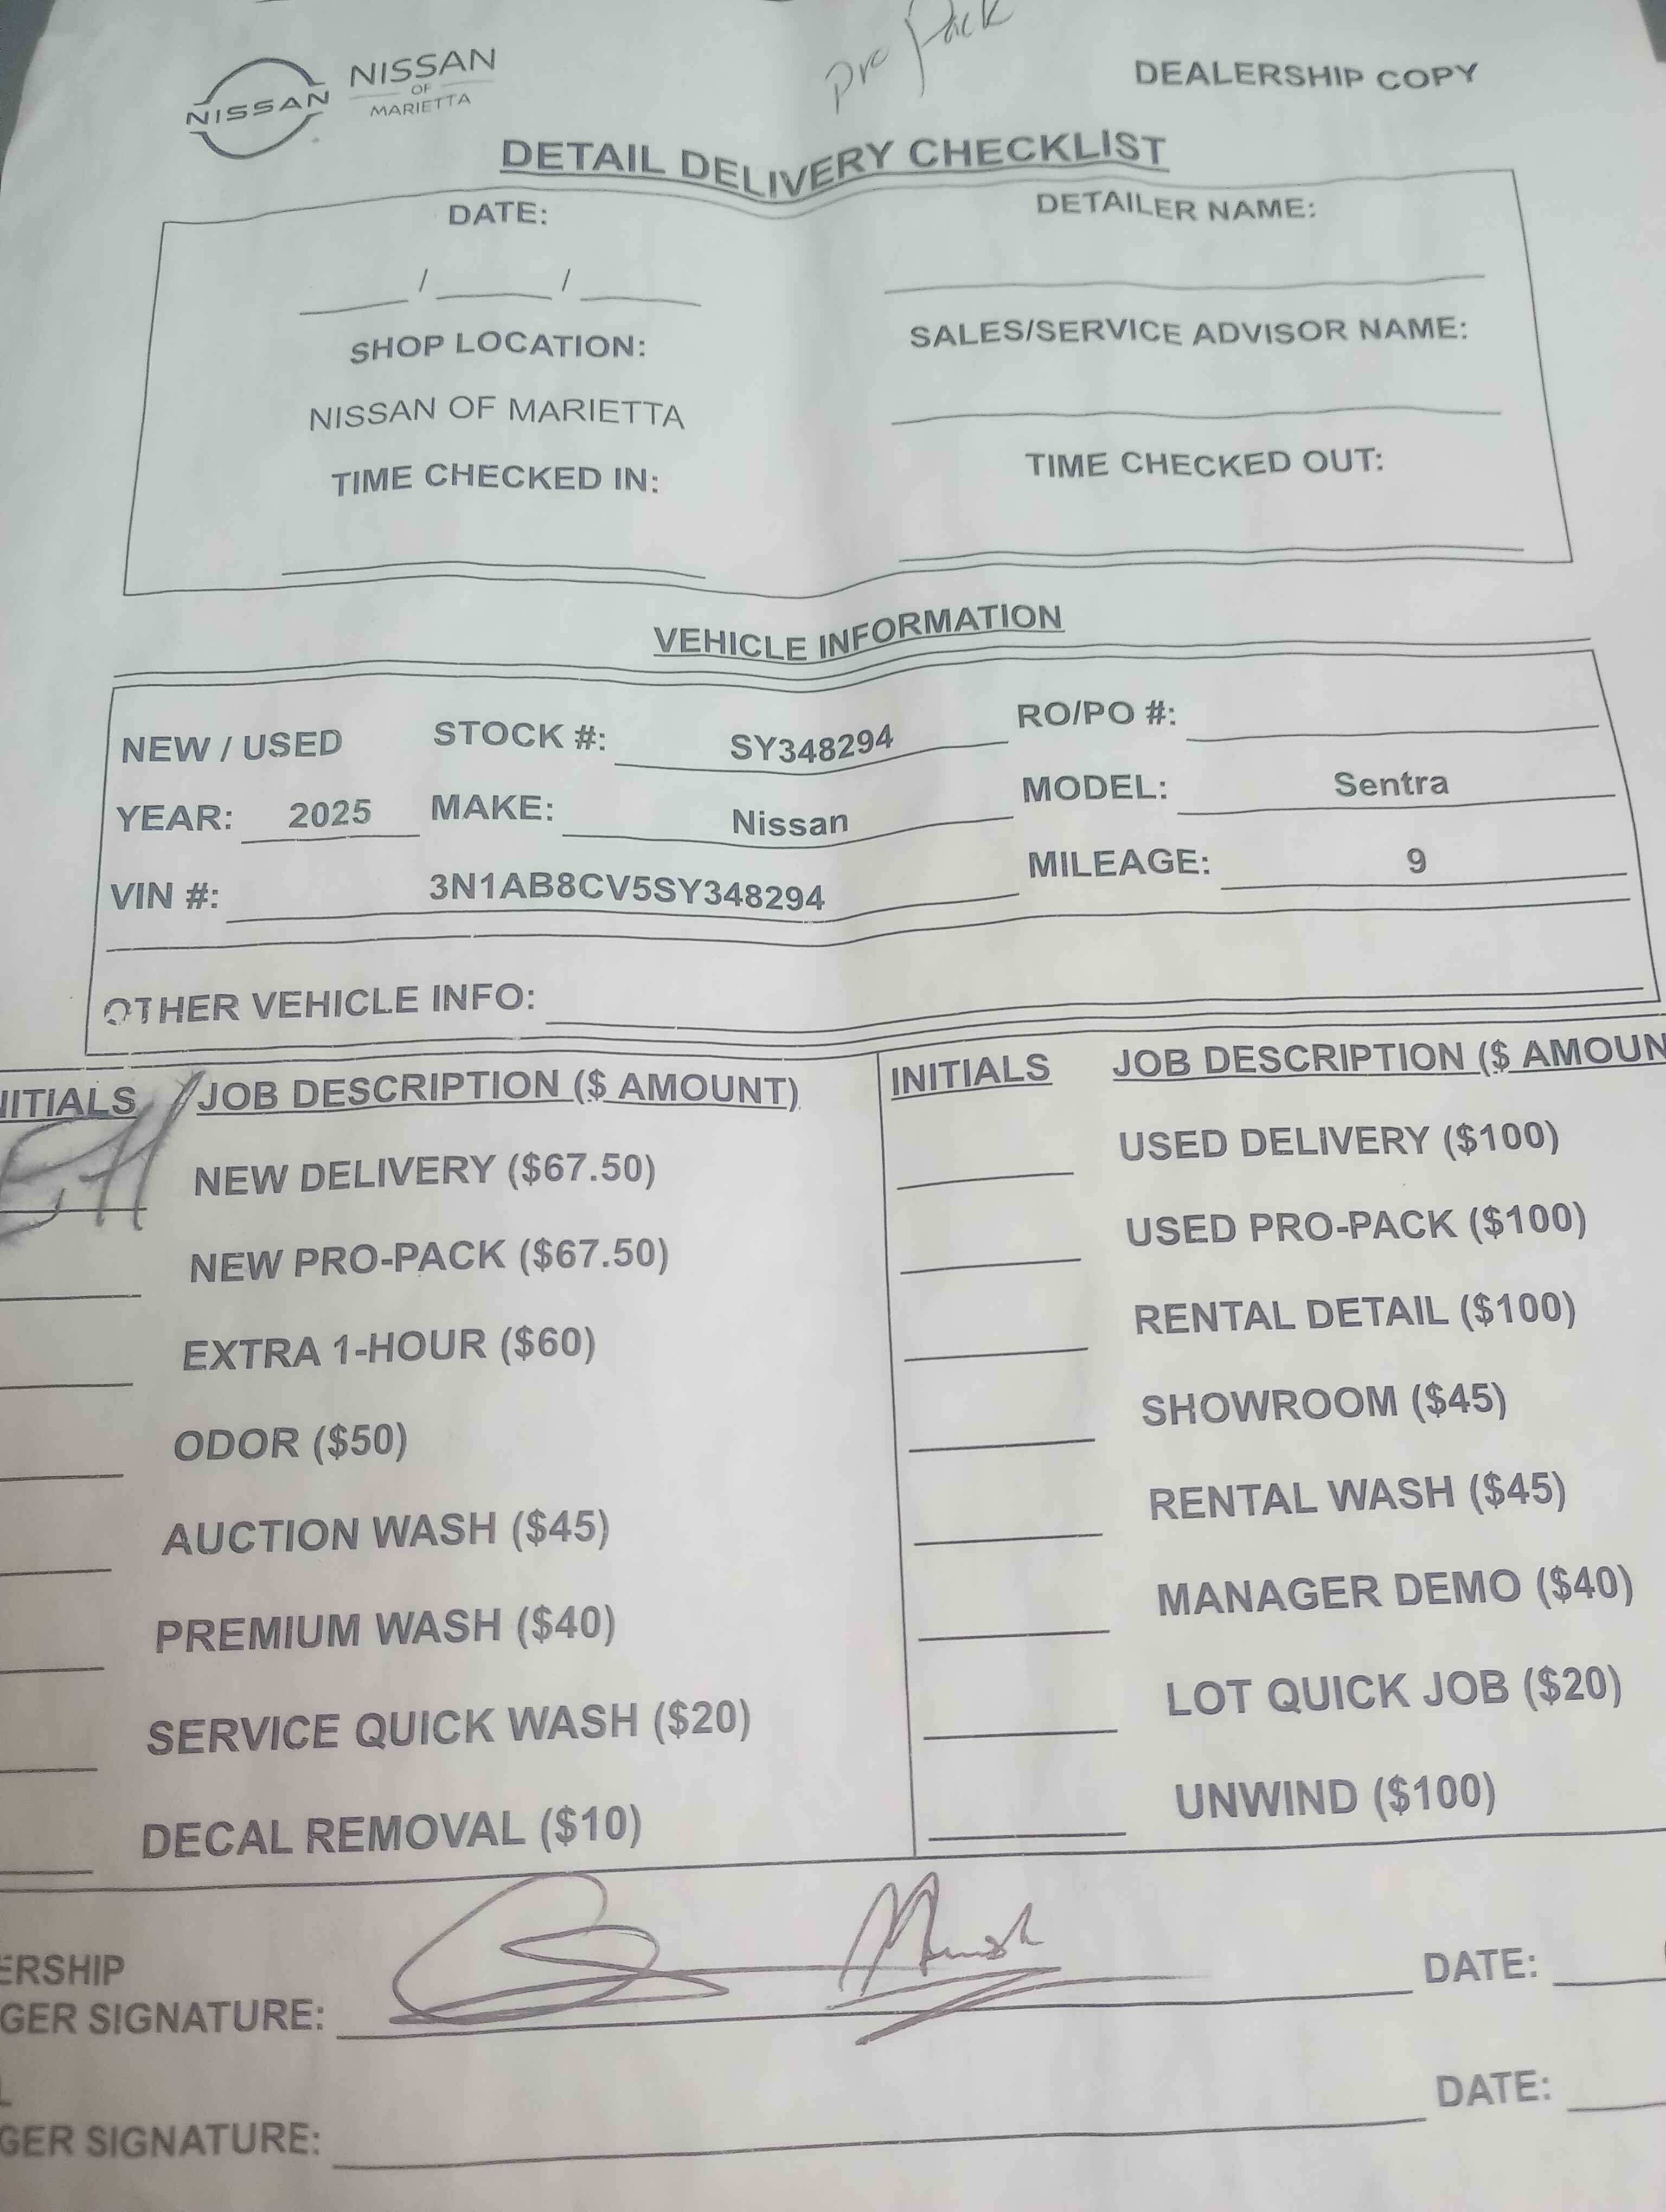 Pro Pack
NISSAN
NISSAN
OF
MARIETTA
DEALERSHIP COPY
DETAIL DELIVERY CHECKLIST
DATE:
DETAILER NAME:
____/____/____
SHOP LOCATION:
SALES/SERVICE ADVISOR NAME:
NISSAN OF MARIETTA
TIME CHECKED IN:
TIME CHECKED OUT:
VEHICLE INFORMATION
NEW / USED STOCK #: SY348294 RO/PO #:
YEAR: 2025 MAKE: Nissan MODEL: Sentra
VIN #: 3N1AB8CV5SY348294 MILEAGE: 9
OTHER VEHICLE INFO:
NITIALS JOB DESCRIPTION ($ AMOUNT)
EH NEW DELIVERY ($67.50)
NEW PRO-PACK ($67.50)
EXTRA 1-HOUR ($60)
ODOR ($50)
AUCTION WASH ($45)
PREMIUM WASH ($40)
SERVICE QUICK WASH ($20)
DECAL REMOVAL ($10)
INITIALS JOB DESCRIPTION ($ AMOUN
USED DELIVERY ($100)
USED PRO-PACK ($100)
RENTAL DETAIL ($100)
SHOWROOM ($45)
RENTAL WASH ($45)
MANAGER DEMO ($40)
LOT QUICK JOB ($20)
UNWIND ($100)
ERSHIP
GER SIGNATURE: DATE:
GER SIGNATURE: DATE: